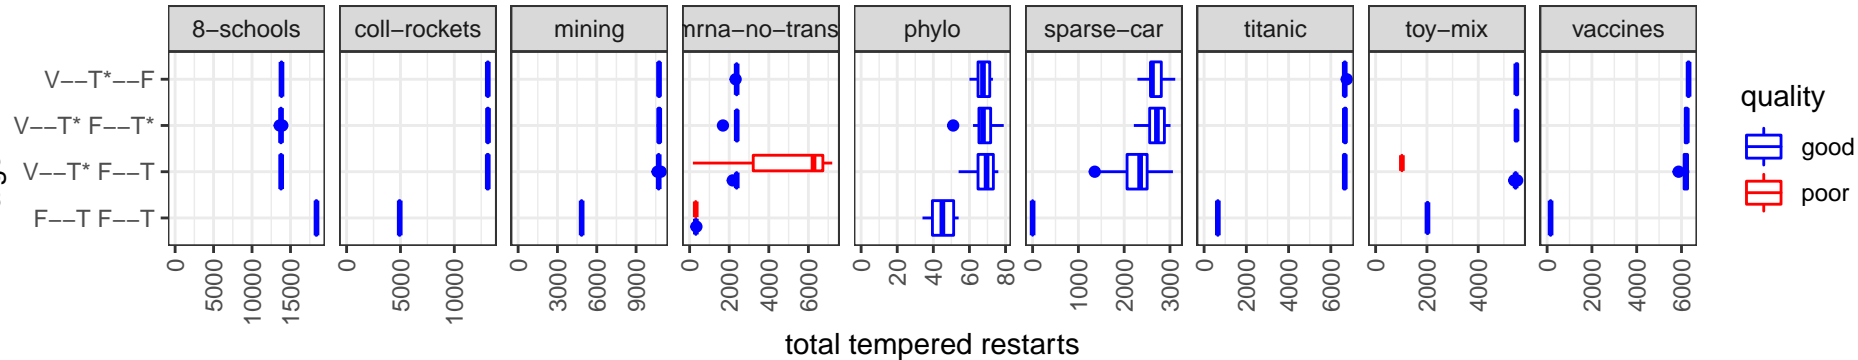 8−schools coll−rockets mining mrna−no−trans phylo sparse−car titanic toy−mix vaccines
V−−T*−−F
V−−T* F−−T*
V−−T* F−−T
F−−T F−−T
0 5000 10000 15000 0 5000 10000 0 3000 6000 9000 0 2000 4000 6000 0 20 40 60 80 0 1000 2000 3000 0 2000 4000 6000 0 2000 4000 0 2000 4000 6000
total tempered restarts
quality
good
poor